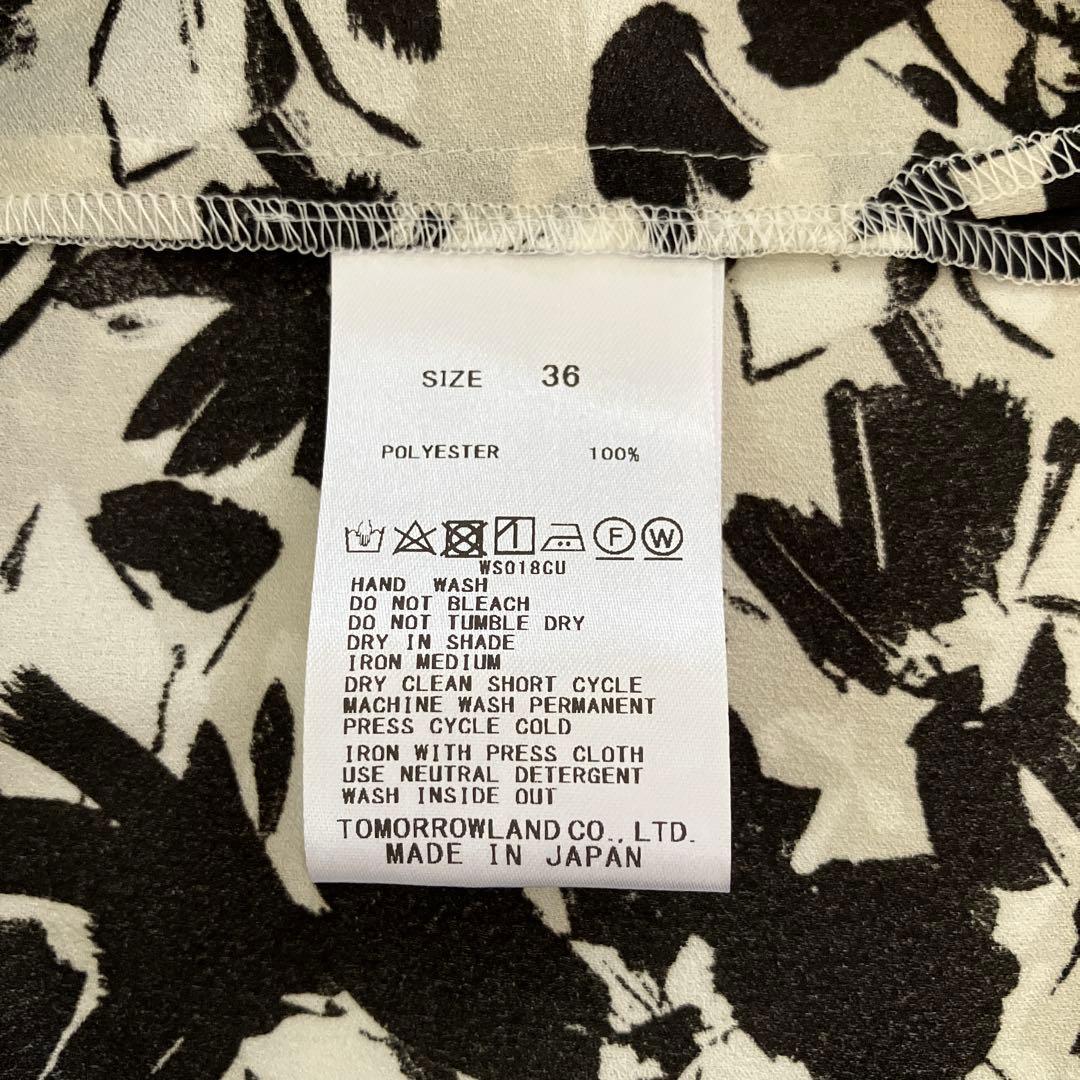 SIZE 36
POLYESTER 100%
F W
WS018CU
HAND WASH
DO NOT BLEACH
DO NOT TUMBLE DRY
DRY IN SHADE
IRON MEDIUM
DRY CLEAN SHORT CYCLE
MACHINE WASH PERMANENT
PRESS CYCLE COLD
IRON WITH PRESS CLOTH
USE NEUTRAL DETERGENT
WASH INSIDE OUT
TOMORROWLAND CO., LTD.
MADE IN JAPAN